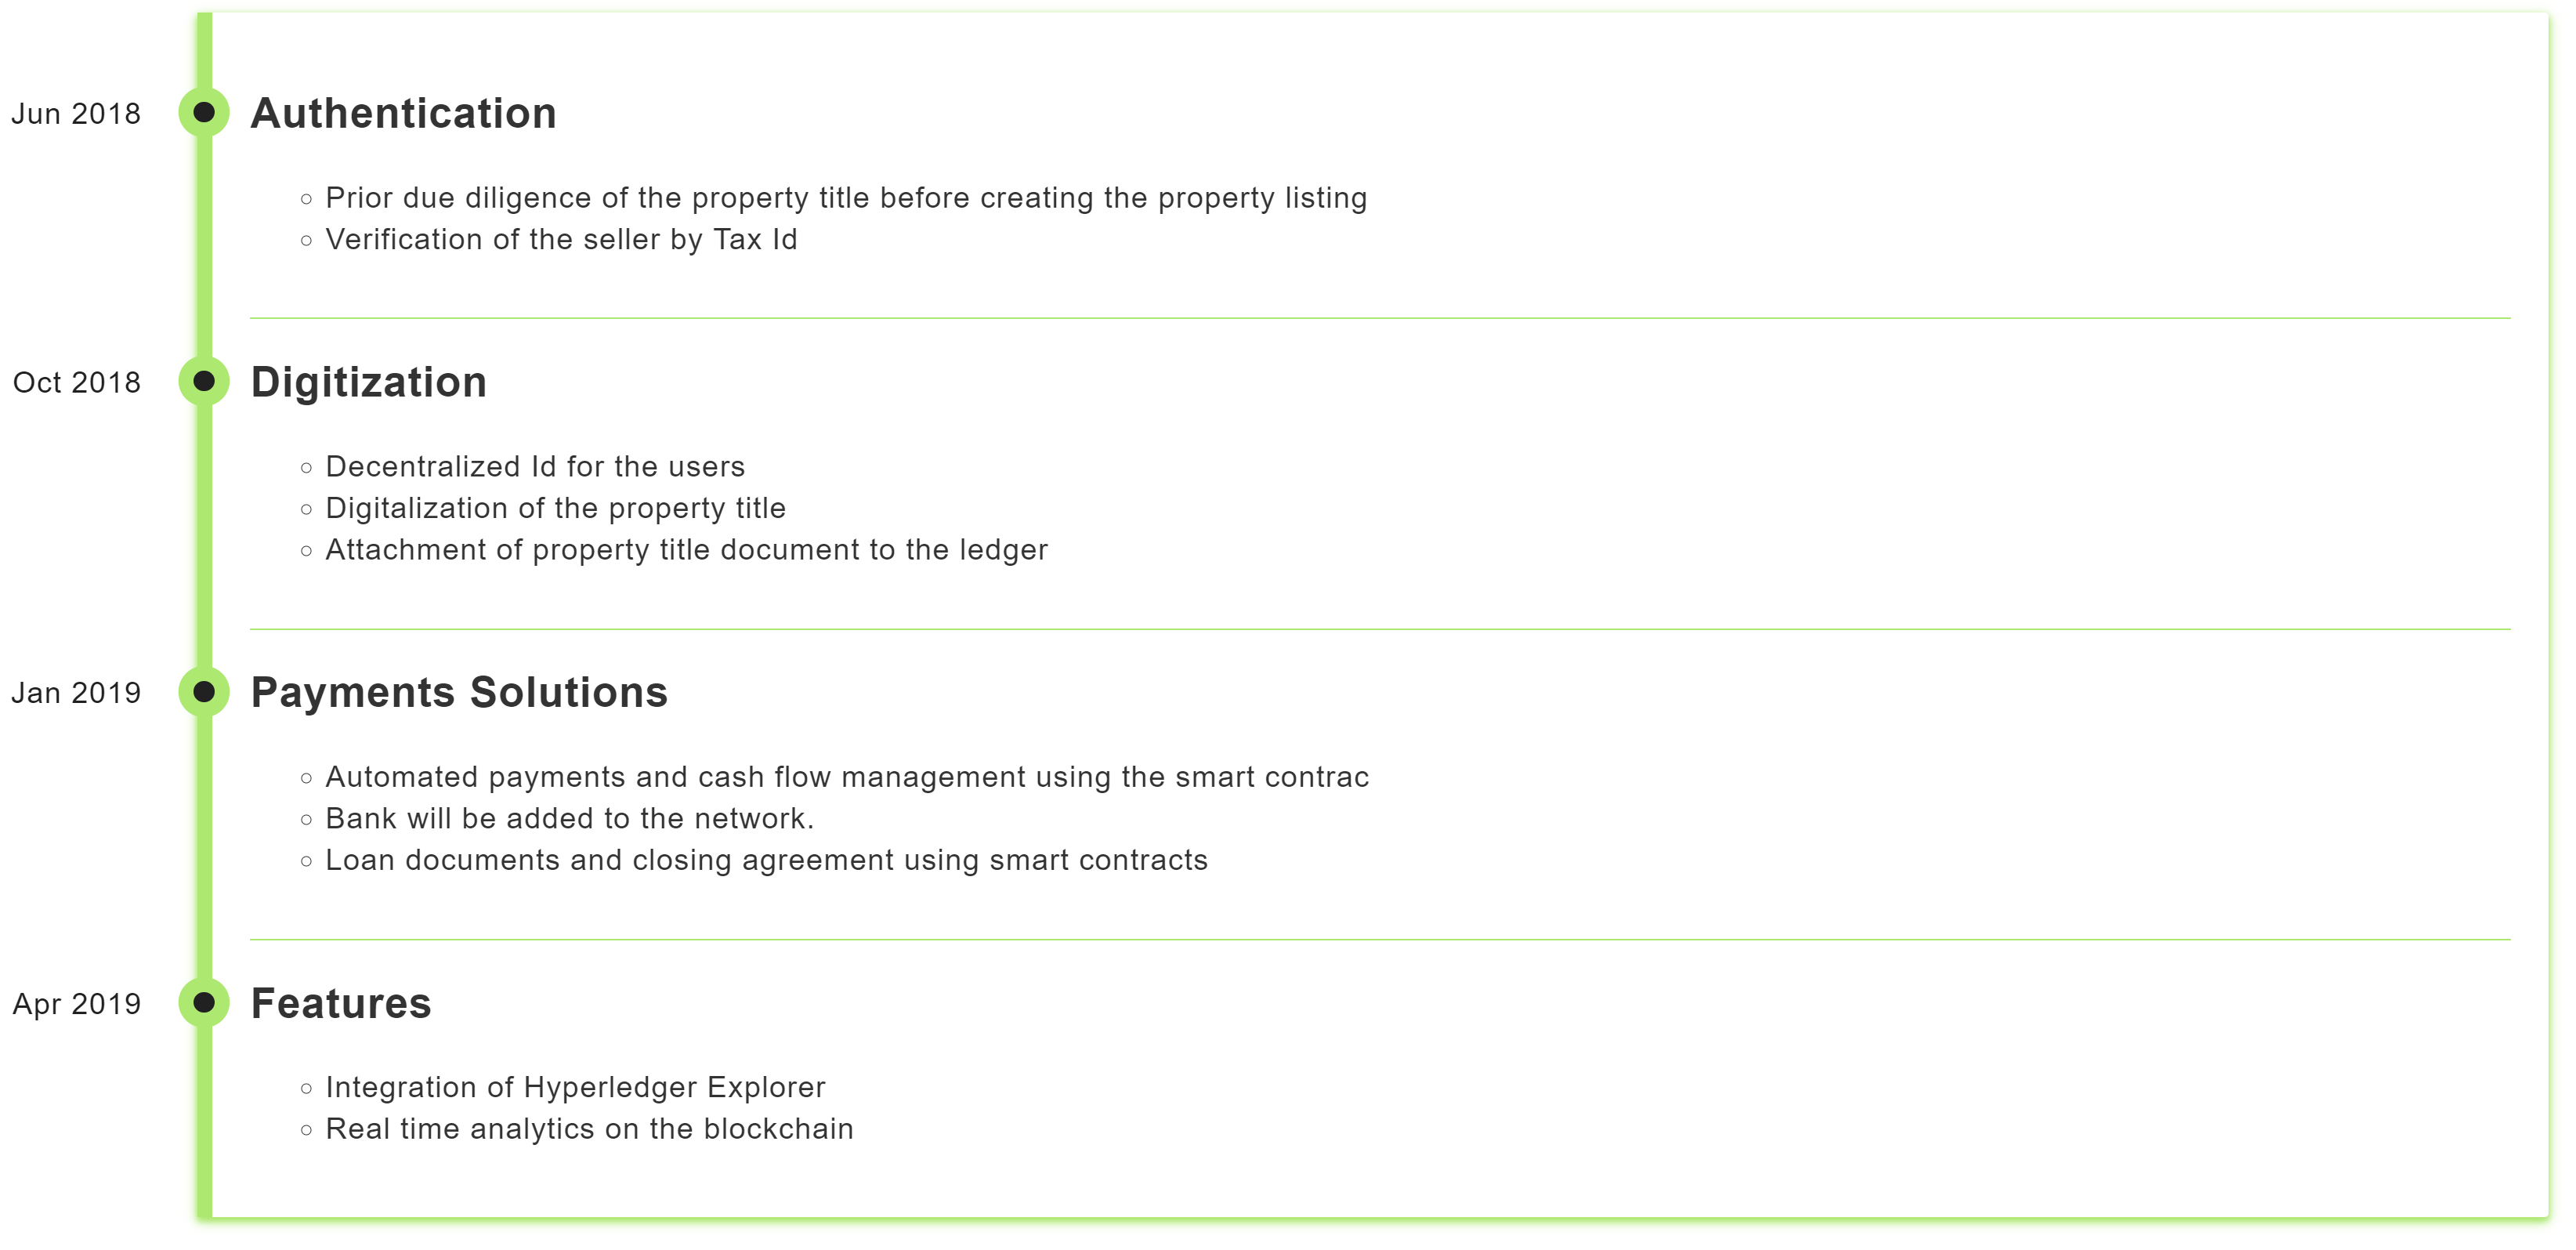 Jun 2018
Authentication
Prior due diligence of the property title before creating the property listing
Verification of the seller by Tax Id
Oct 2018
Digitization
Decentralized Id for the users
Digitalization of the property title
Attachment of property title document to the ledger
Jan 2019
Payments Solutions
Automated payments and cash flow management using the smart contrac
Bank will be added to the network.
Loan documents and closing agreement using smart contracts
Apr 2019
Features
Integration of Hyperledger Explorer
Real time analytics on the blockchain